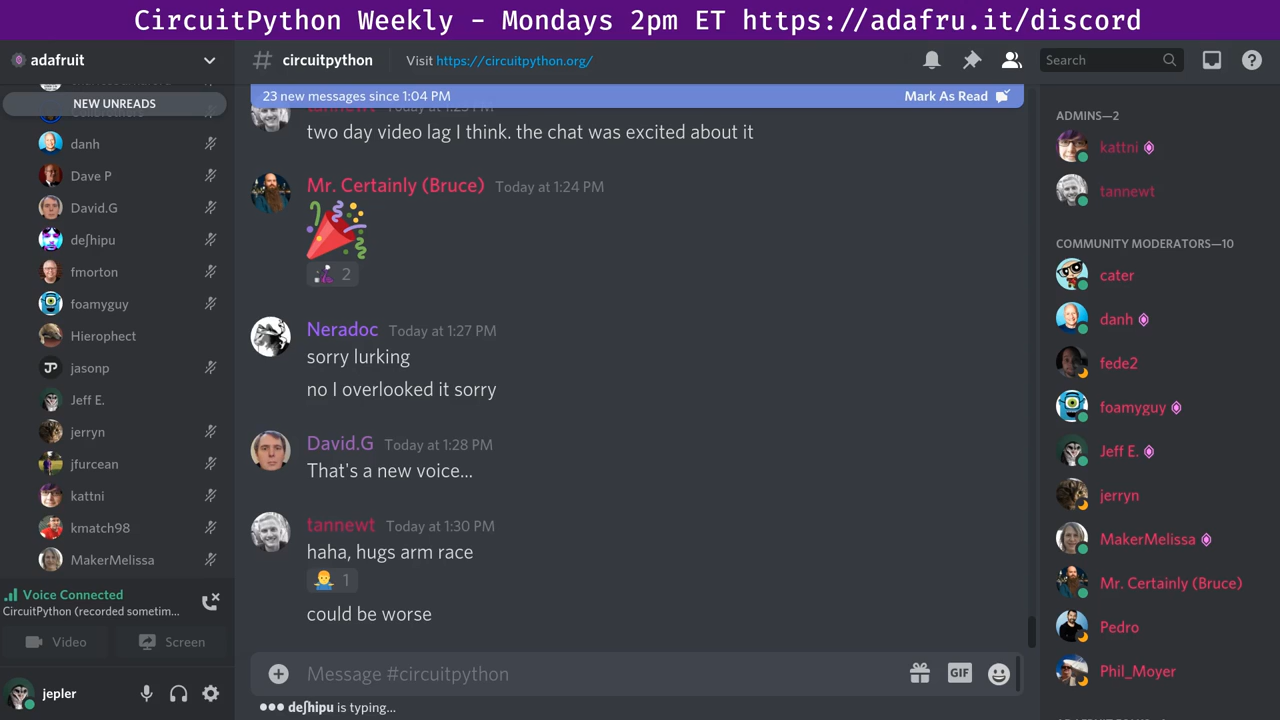 CircuitPython Weekly - Mondays 2pm ET https://adafru.it/discord
adafruit
NEW UNREADS
danh
Dave P
David.G
deʃhipu
fmorton
foamyguy
Hierophect
jasonp
Jeff E.
jerryn
jfurcean
kattni
kmatch98
MakerMelissa
Voice Connected
CircuitPython (recorded sometim...
Video
Screen
jepler
# circuitpython
Visit https://circuitpython.org/
Search
23 new messages since 1:04 PM
Mark As Read
two day video lag I think. the chat was excited about it
Mr. Certainly (Bruce) Today at 1:24 PM
2
Neradoc Today at 1:27 PM
sorry lurking
no I overlooked it sorry
David.G Today at 1:28 PM
That's a new voice...
tannewt Today at 1:30 PM
haha, hugs arm race
1
could be worse
Message #circuitpython
GIF
deʃhipu is typing...
ADMINS—2
kattni
tannewt
COMMUNITY MODERATORS—10
cater
danh
fede2
foamyguy
Jeff E.
jerryn
MakerMelissa
Mr. Certainly (Bruce)
Pedro
Phil_Moyer